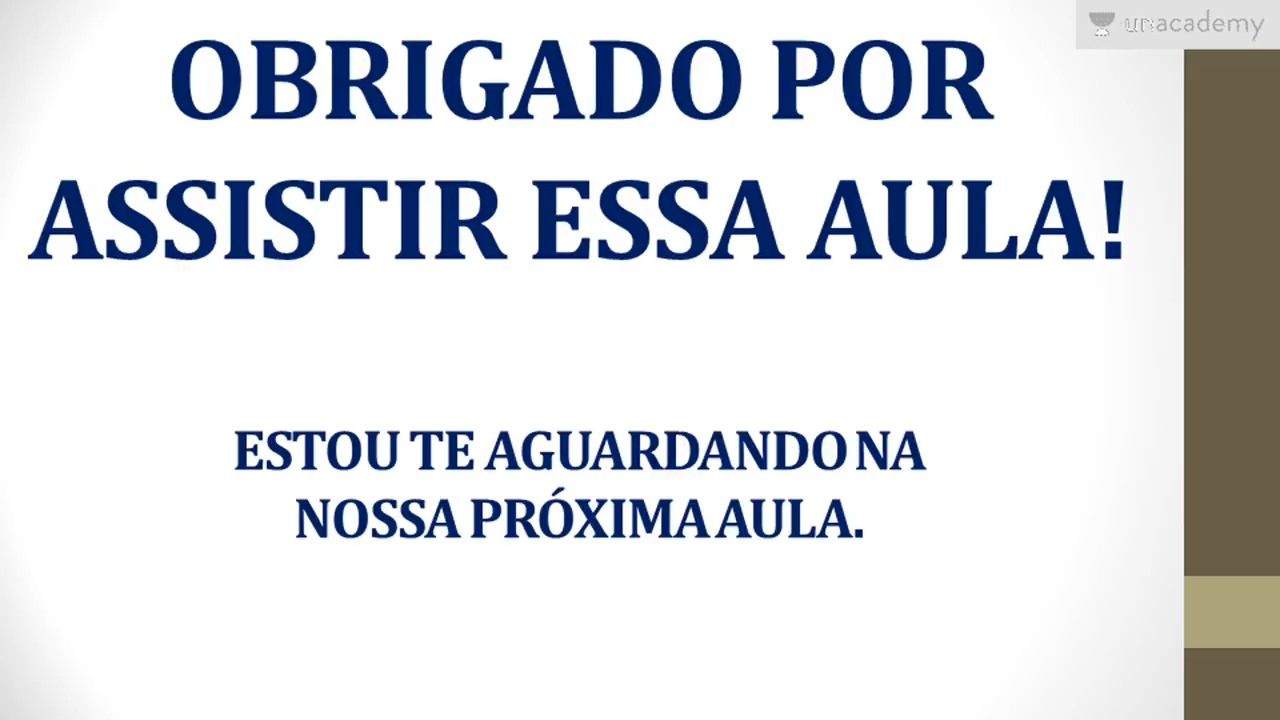 unacademy
OBRIGADO POR
ASSISTIR ESSA AULA!
ESTOU TE AGUARDANDO NA
NOSSA PRÓXIMA AULA.